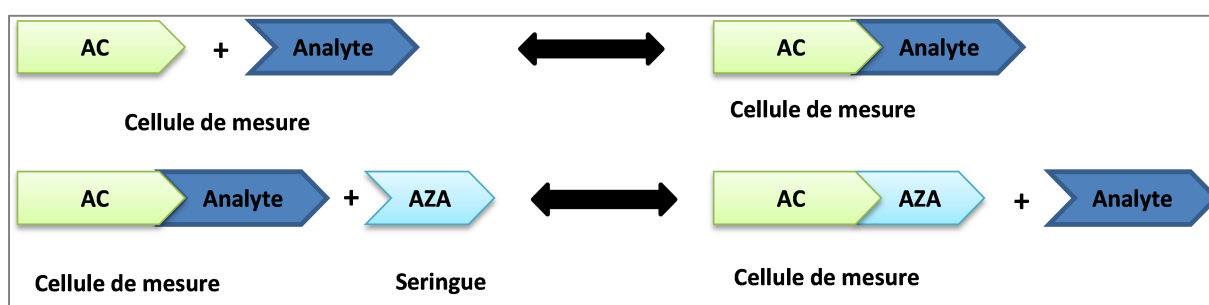 AC + Analyte AC Analyte
Cellule de mesure Cellule de mesure
AC Analyte + AZA AC AZA + Analyte
Cellule de mesure Seringue Cellule de mesure